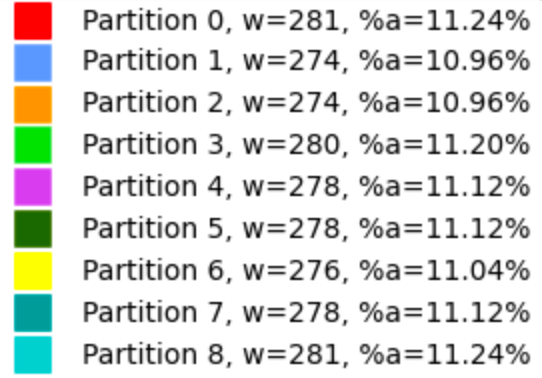 Partition 0, w=281, %a=11.24%
Partition 1, w=274, %a=10.96%
Partition 2, w=274, %a=10.96%
Partition 3, w=280, %a=11.20%
Partition 4, w=278, %a=11.12%
Partition 5, w=278, %a=11.12%
Partition 6, w=276, %a=11.04%
Partition 7, w=278, %a=11.12%
Partition 8, w=281, %a=11.24%